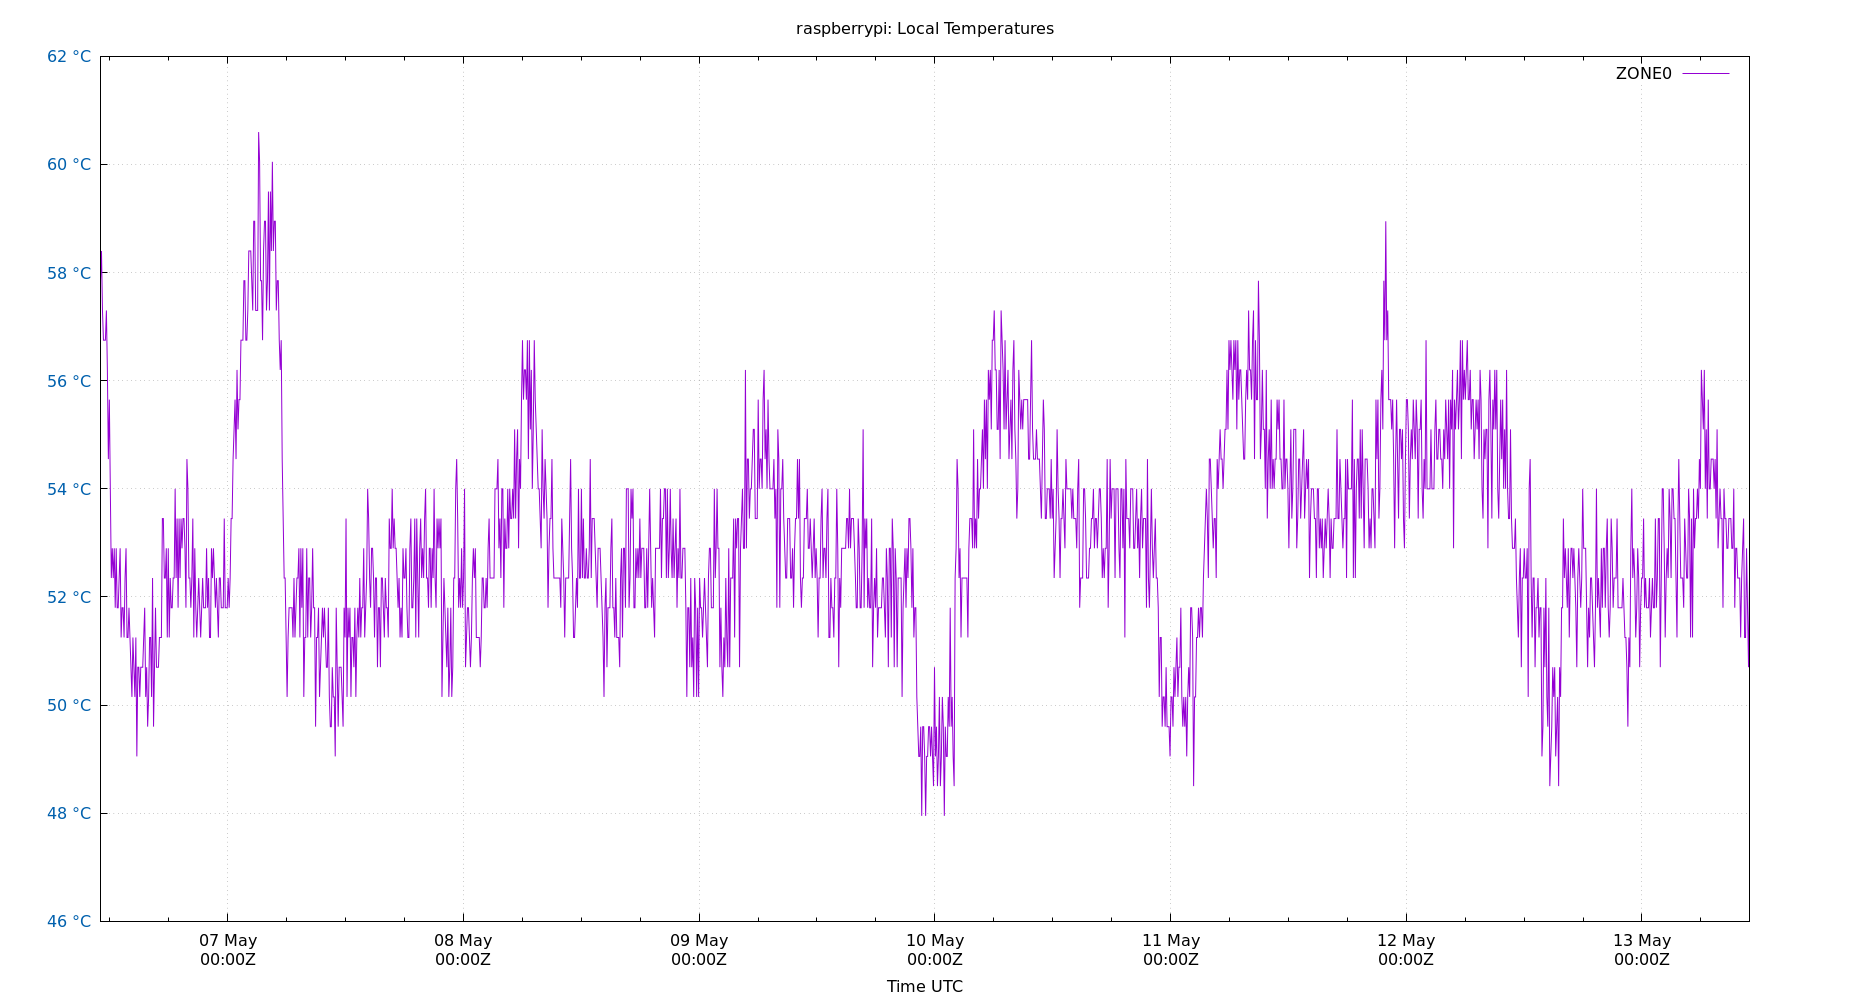 raspberrypi: Local Temperatures
62 °C
ZONE0
60 °C
58 °C
56 °C
54 °C
52 °C
50 °C
48 °C
46 °C
07 May 08 May 09 May 10 May 11 May 12 May 13 May
00:00Z 00:00Z 00:00Z 00:00Z 00:00Z 00:00Z 00:00Z
Time UTC